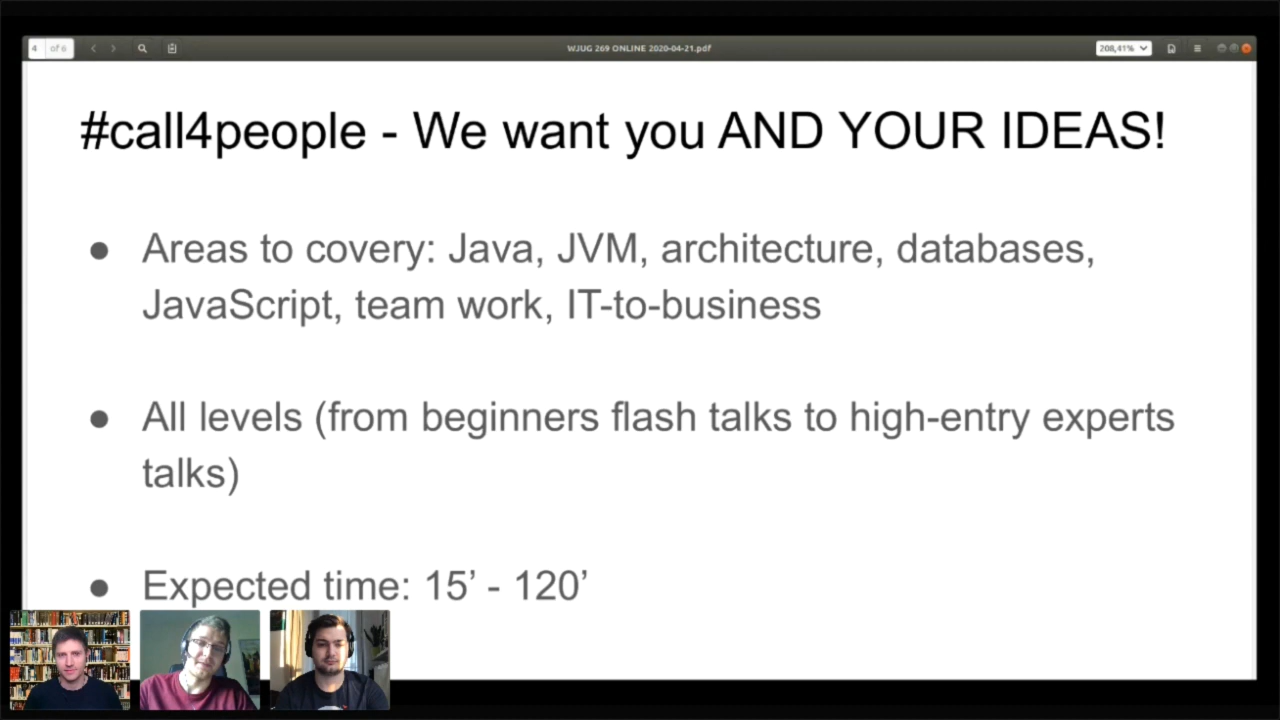 4 of 6
WJUG 269 ONLINE 2020-04-21.pdf
208,41%
#call4people - We want you AND YOUR IDEAS!
● Areas to covery: Java, JVM, architecture, databases,
JavaScript, team work, IT-to-business
● All levels (from beginners flash talks to high-entry experts
talks)
● Expected time: 15’ - 120’